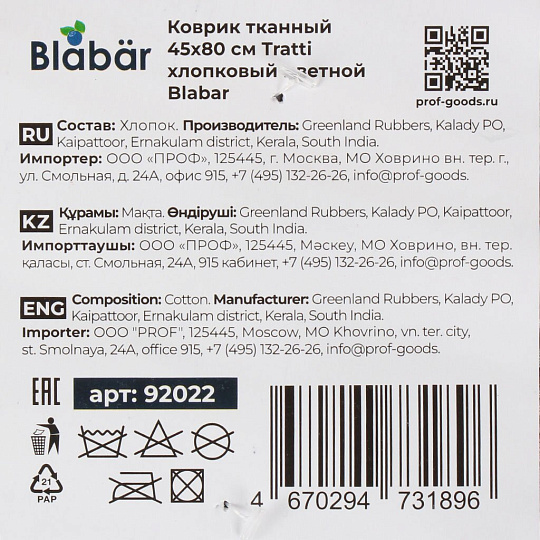 Blabär
Коврик тканный
45x80 см Tratti
хлопковый цветной
Blabar
prof-goods.ru
RU Состав: Хлопок. Производитель: Greenland Rubbers, Kalady PO,
Kaipattoor, Ernakulam district, Kerala, South India.
Импортер: ООО «ПРОФ», 125445, г. Москва, МО Ховрино вн. тер. г.,
ул. Смольная, д. 24А, офис 915, +7 (495) 132-26-26, info@prof-goods.
KZ Құрамы: Мақта. Өндіруші: Greenland Rubbers, Kalady PO, Kaipattoor,
Ernakulam district, Kerala, South India.
Импорттаушы: ООО «ПРОФ», 125445, Мәскеу, МО Ховрино, вн. тер.
қаласы, ст. Смольная, 24А, 915 кабинет, +7 (495) 132-26-26, info@prof-goods.
ENG Composition: Cotton. Manufacturer: Greenland Rubbers, Kalady PO,
Kaipattoor, Ernakulam district, Kerala, South India.
Importer: ООО "PROF", 125445, Moscow, MO Khovrino, vn. ter. city,
st. Smolnaya, 24A, office 915, +7 (495) 132-26-26, info@prof-goods.
EAC арт: 92022
21
PAP
4 670294 731896